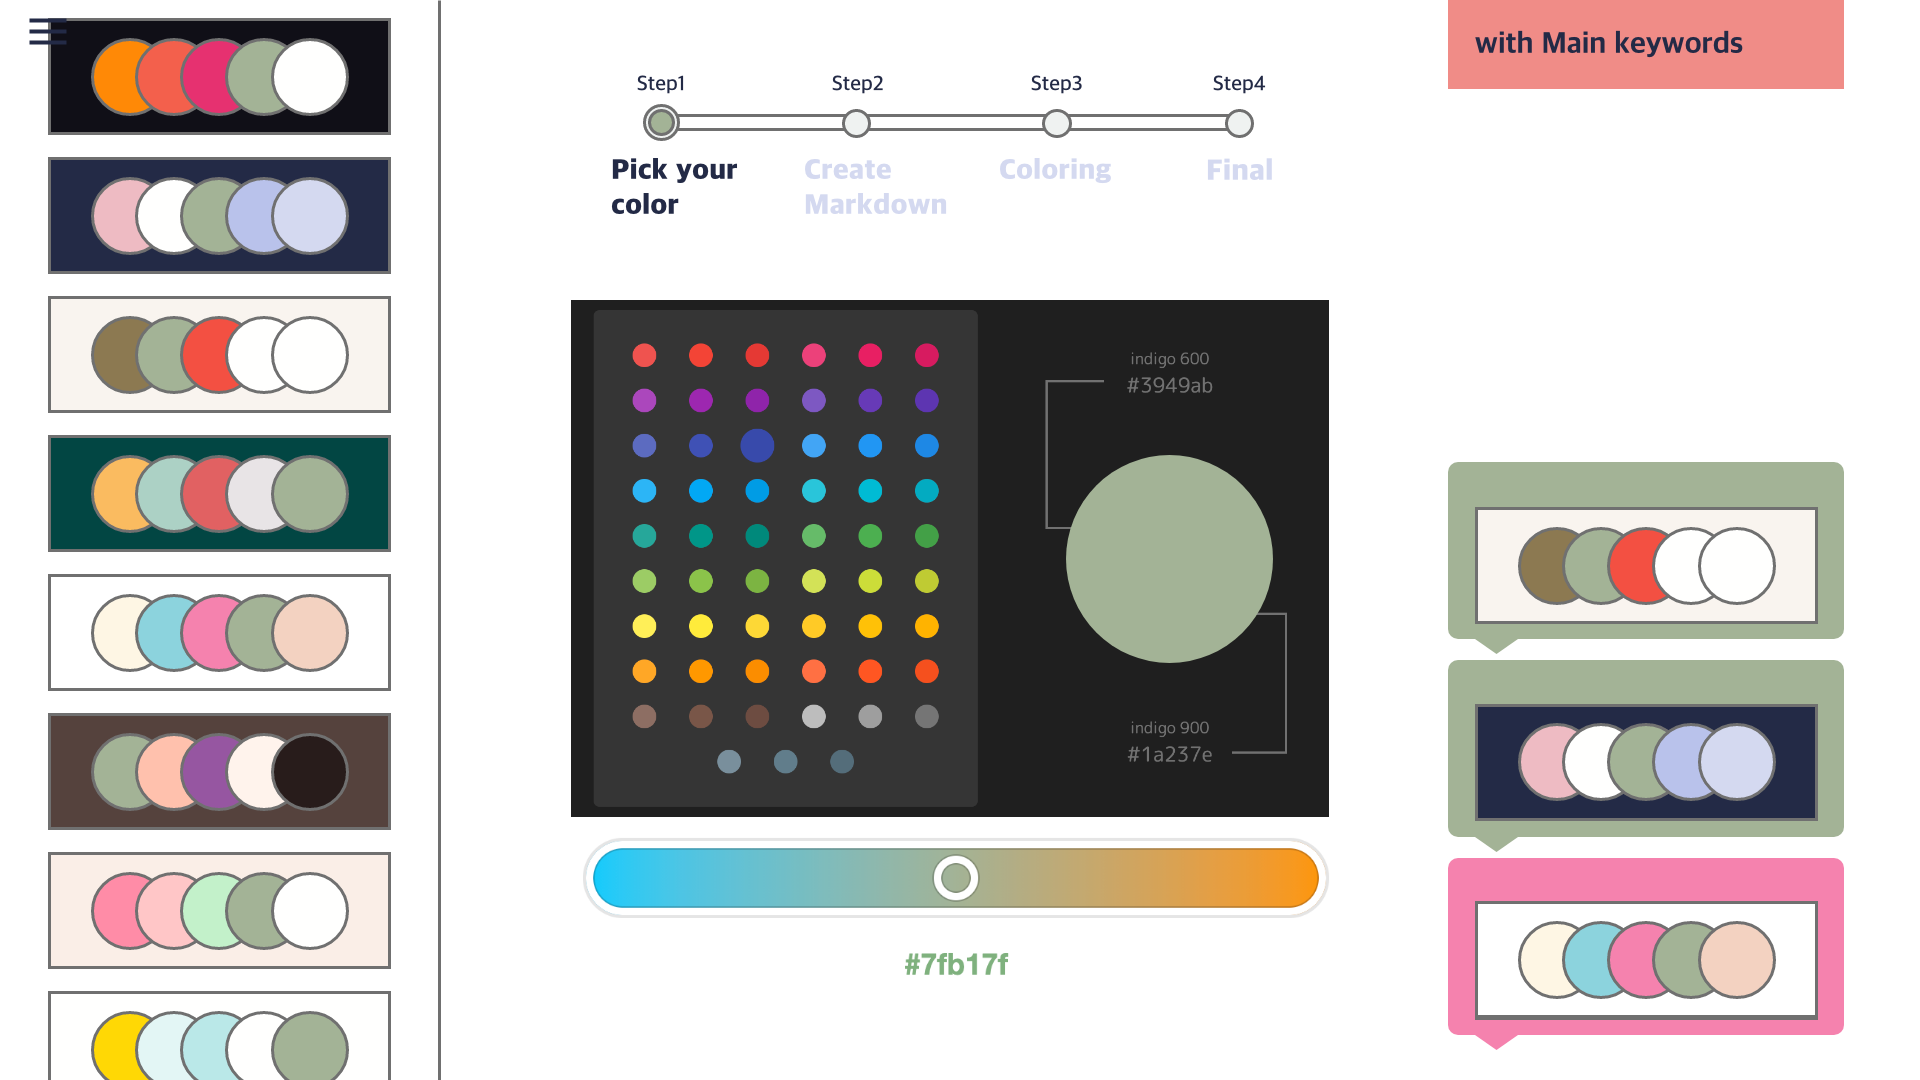 with Main keywords
Step1
Step2
Step3
Step4
Pick your
color
Create
Markdown
Coloring
Final
indigo 600
#3949ab
indigo 900
#1a237e
#7fb17f